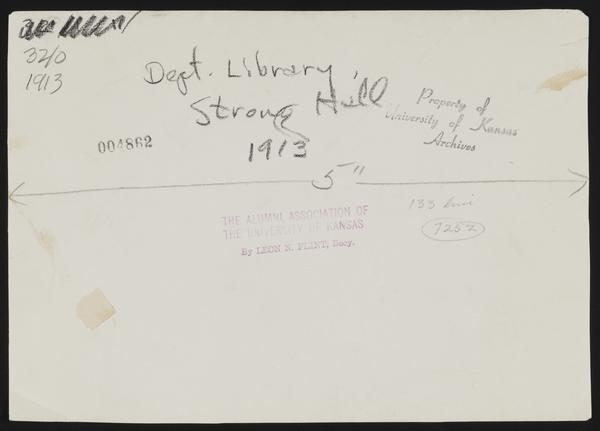 32/0
1913
Dept. Library,
Strong Hall
1913
Property of
University of Kansas
Archives
004862
5"
133
7252
THE ALUMNI ASSOCIATION OF
THE UNIVERSITY OF KANSAS
By LEON N. FLINT, Secy.